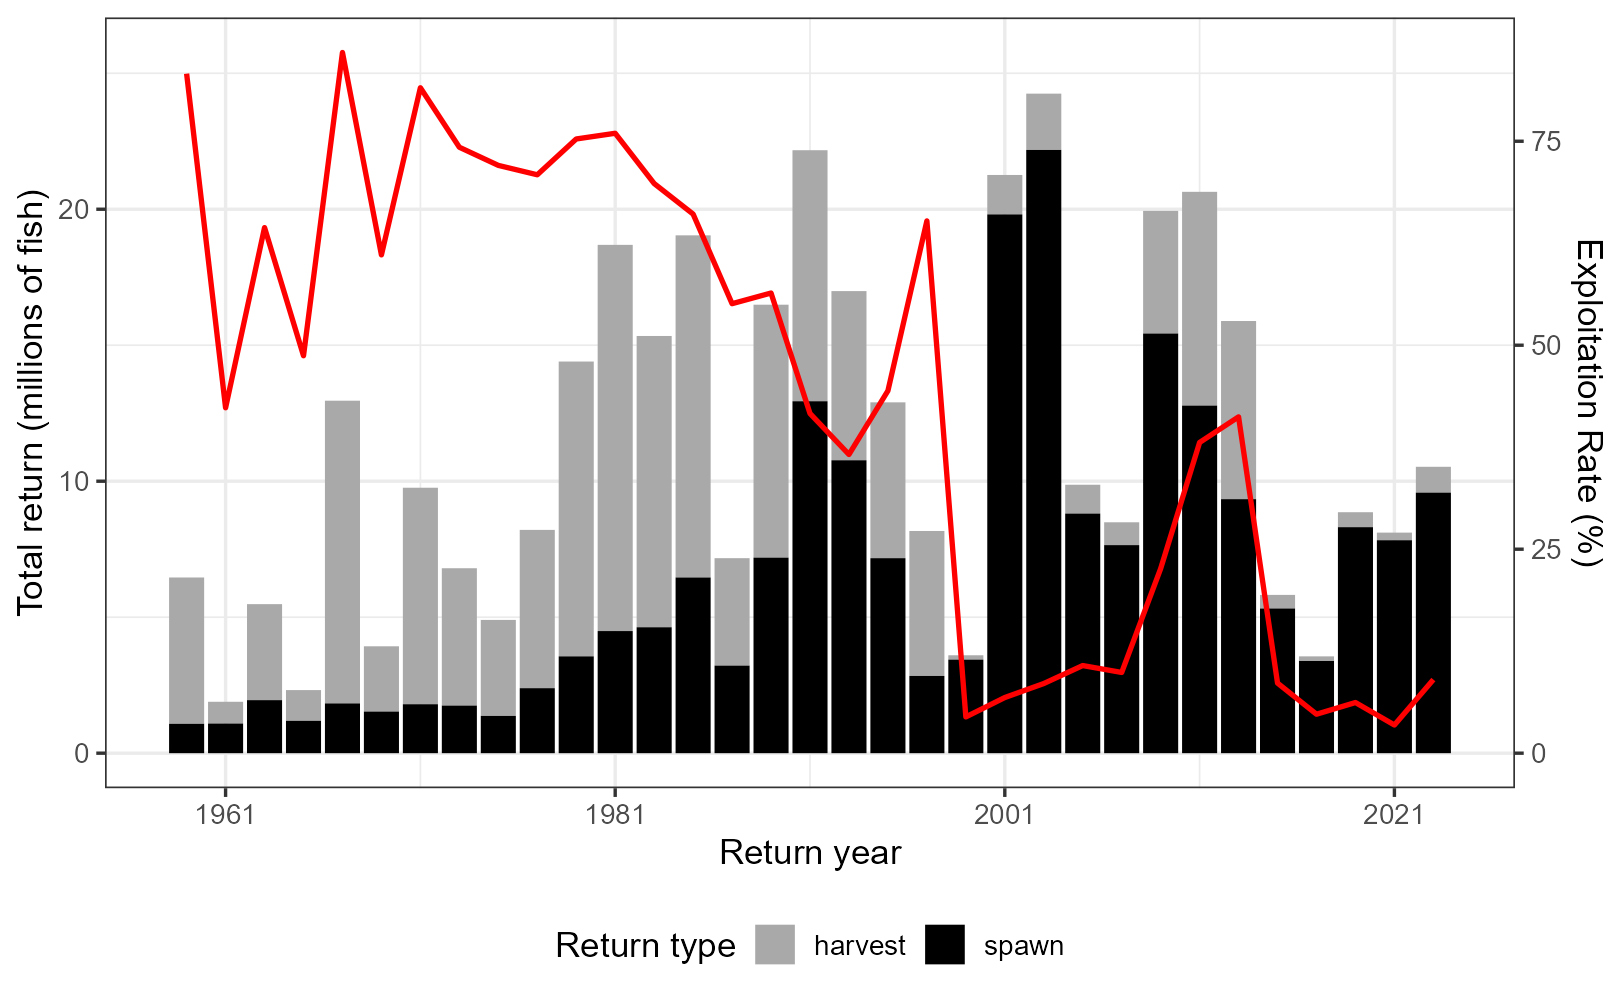 Total return (millions of fish)
20
10
0
75
50
25
0
Exploitation Rate (%)
1961
1981
2001
2021
Return year
Return type
harvest
spawn